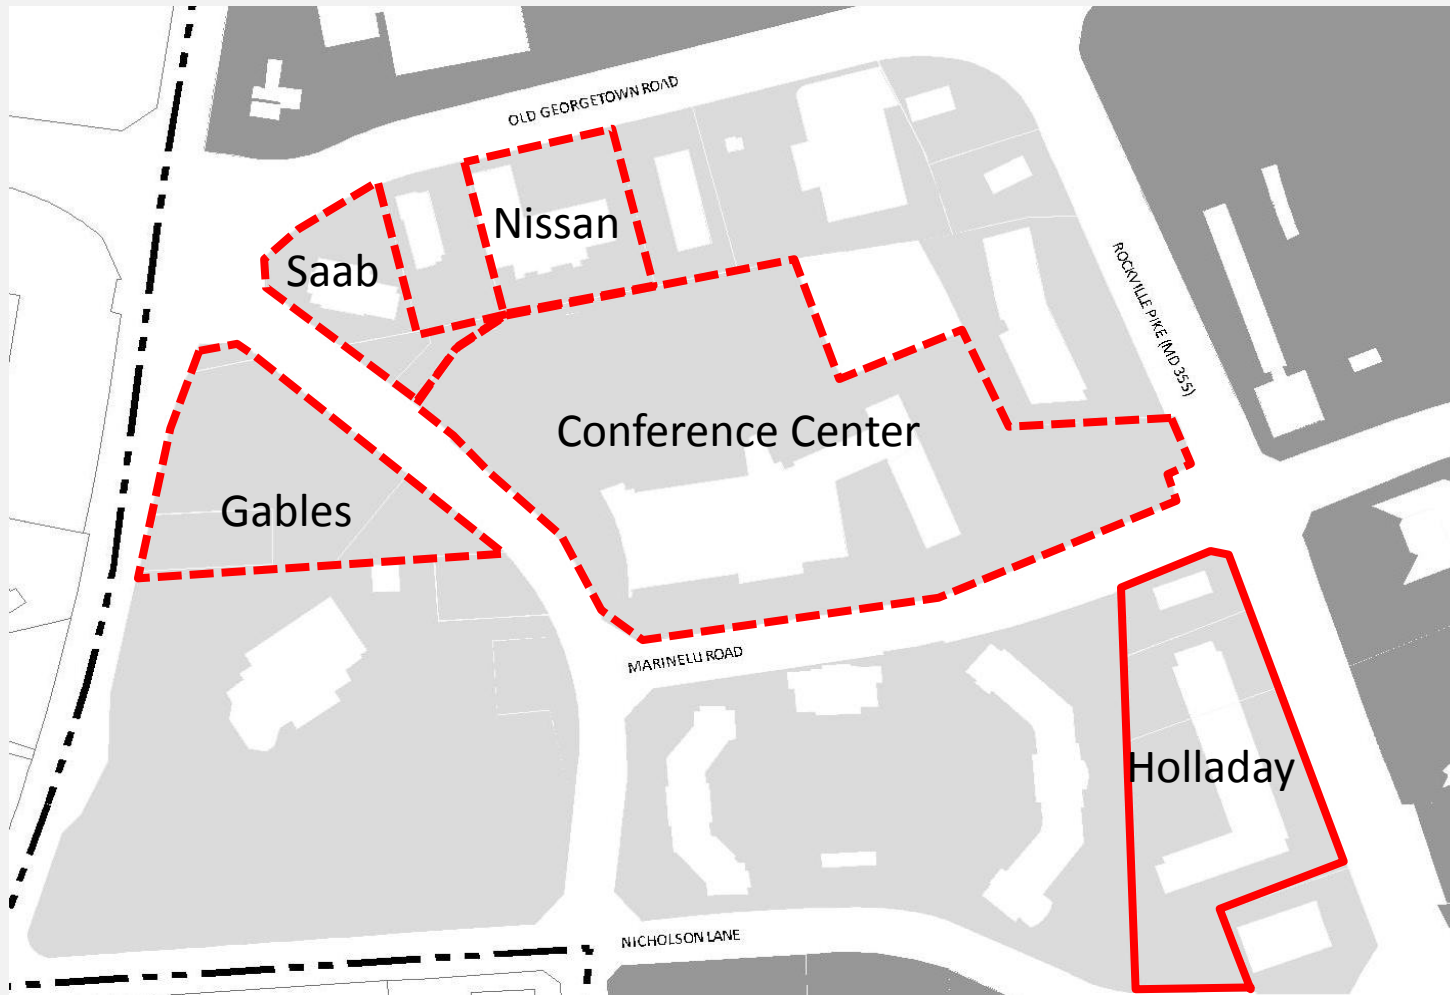 OLD GEORGETOWN ROAD
Nissan
Saab
ROCKVILLE PIKE (MD 355)
Conference Center
Gables
MARINELLI ROAD
Holladay
NICHOLSON LANE